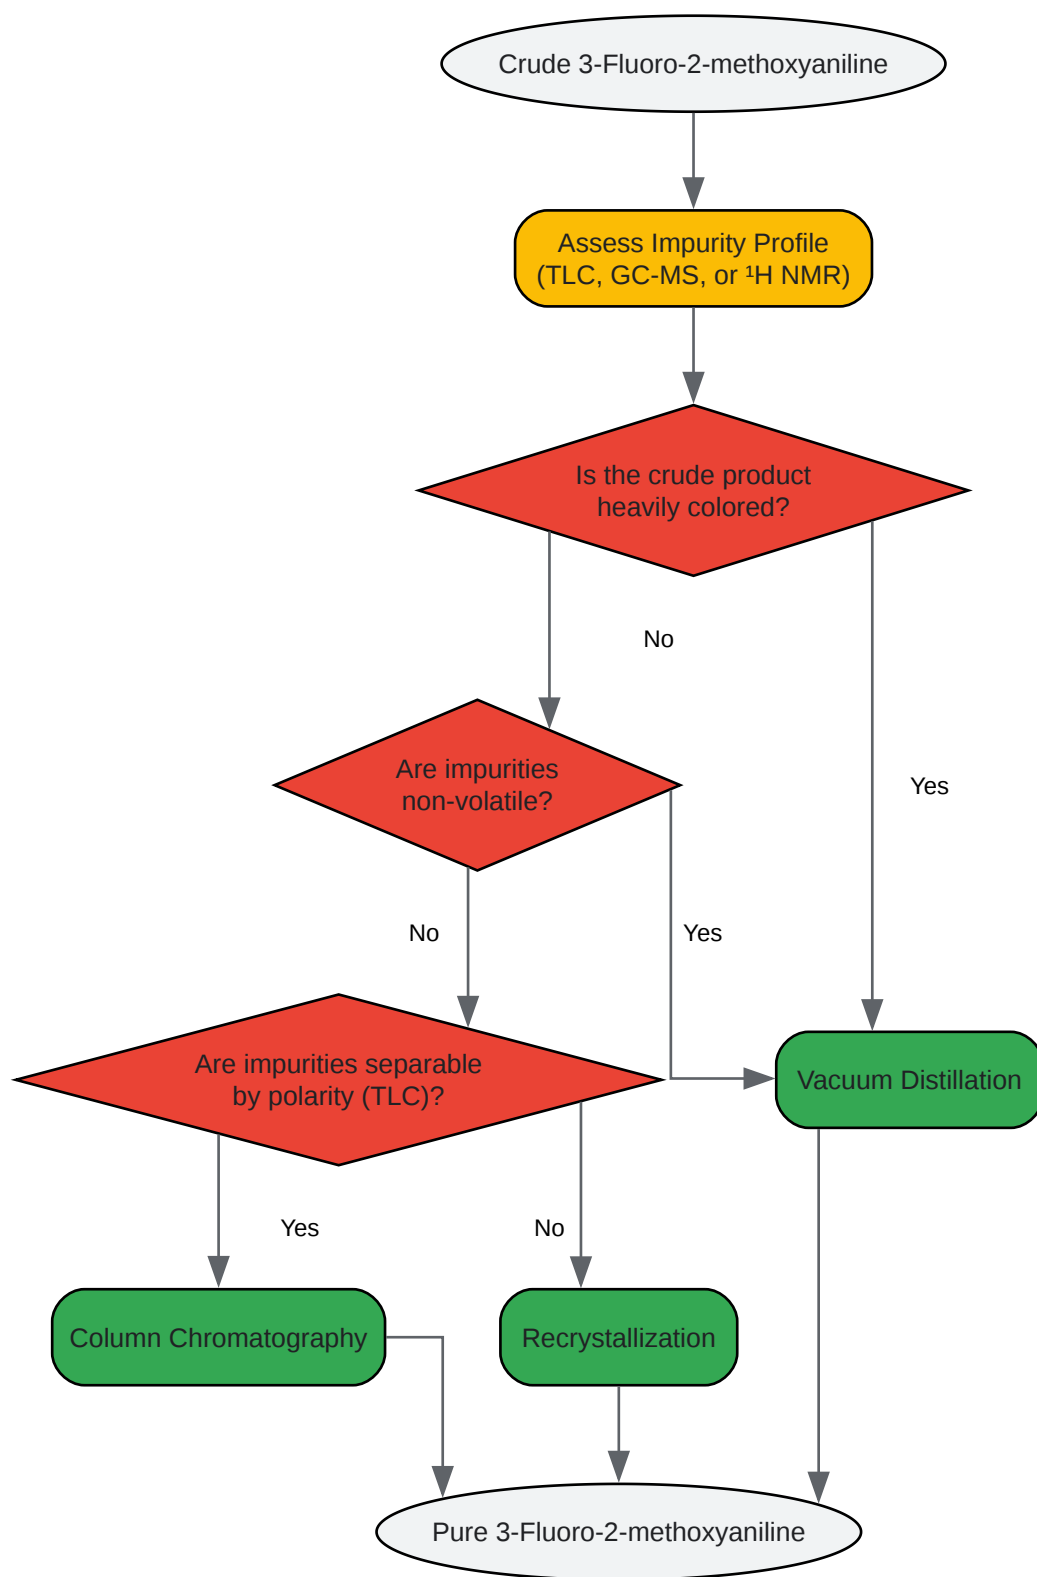 Crude 3-Fluoro-2-methoxyaniline
Assess Impurity Profile
(TLC, GC-MS, or ¹H NMR)
Is the crude product
heavily colored?
No
Are impurities
non-volatile?
Yes
No
Yes
Are impurities separable
by polarity (TLC)?
Vacuum Distillation
Yes
No
Column Chromatography
Recrystallization
Pure 3-Fluoro-2-methoxyaniline